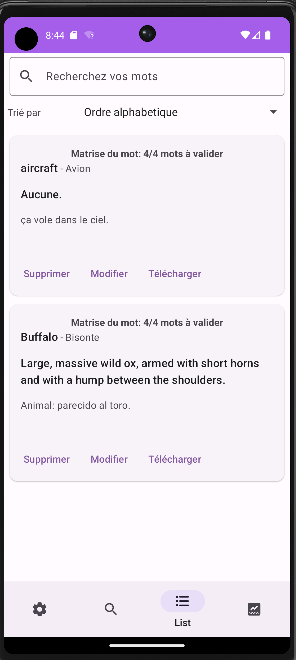 8:44
Recherchez vos mots
Trié par Ordre alphabetique
Matrise du mot: 4/4 mots à valider
aircraft - Avion
Aucune.
ça vole dans le ciel.
Supprimer Modifier Télécharger
Matrise du mot: 4/4 mots à valider
Buffalo - Bisonte
Large, massive wild ox, armed with short horns
and with a hump between the shoulders.
Animal: parecido al toro.
Supprimer Modifier Télécharger
List